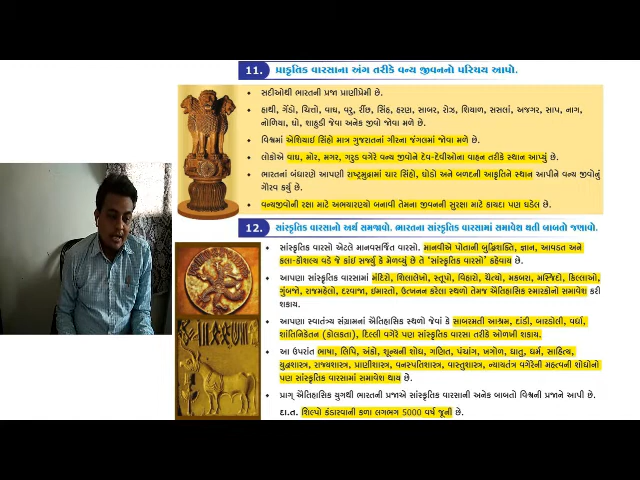 11. પ્રાકૃતિક વારસાના અંગ તરીકે વન્ય જીવનનો પરિચય આપો.
• સદીઓથી ભારતની પ્રજા પ્રાણીપ્રેમી છે.
• હાથી, ગેંડો, ચિત્તો, વાઘ, વરુ, રીંછ, સિંહ, હરણ, સાબર, રોઝ, શિયાળ, સસલાં, અજગર, સાપ, નાગ,
નોળિયા, ઘો, શાહુડી જેવા અનેક જીવો જોવા મળે છે.
• વિશ્વમાં એશિયાઈ સિંહો માત્ર ગુજરાતનાં ગીરના જંગલમાં જોવા મળે છે.
• લોકોએ વાઘ, મોર, મગર, ગરુડ વગેરે વન્ય જીવોને દેવ-દેવીઓના વાહન તરીકે સ્થાન આપ્યું છે.
• ભારતનાં બંધારણે આપણી રાષ્ટ્રમુદ્રામાં ચાર સિંહો, ઘોડો અને બળદની આકૃતિને સ્થાન આપીને વન્ય જીવોનું
ગૌરવ કર્યું છે.
• વન્યજીવોની રક્ષા માટે અભયારણ્યો બનાવી તેમના જીવનની સુરક્ષા માટે કાયદા પણ ઘડેલ છે.
12. સાંસ્કૃતિક વારસાનો અર્થ સમજાવો. ભારતના સાંસ્કૃતિક વારસામાં સમાવેશ થતી બાબતો જણાવો.
• સાંસ્કૃતિક વારસો એટલે માનવસર્જિત વારસો. માનવીએ પોતાની બુદ્ધિશક્તિ, જ્ઞાન, આવડત અને
કલા-કૌશલ્ય વડે જે કાંઈ સર્જ્યું કે મેળવ્યું છે તે 'સાંસ્કૃતિક વારસો' કહેવાય છે.
• આપણા સાંસ્કૃતિક વારસામાં મંદિરો, શિલાલેખો, સ્તૂપો, વિહારો, ચૈત્યો, મકબરા, મસ્જિદો, કિલ્લાઓ,
ગુંબજો, રાજમહેલો, દરવાજા, ઈમારતો, ઉત્ખનન કરેલા સ્થળો તેમજ ઐતિહાસિક સ્મારકોનો સમાવેશ કરી
શકાય.
• આપણા સ્વાતંત્ર્ય સંગ્રામનાં ઐતિહાસિક સ્થળો જેવાં કે સાબરમતી આશ્રમ, દાંડી, બારડોલી, વર્ધા,
શાંતિનિકેતન (કોલકતા), દિલ્લી વગેરે પણ સાંસ્કૃતિક વારસા તરીકે ઓળખી શકાય.
• આ ઉપરાંત ભાષા, લિપિ, અંકો, શૂન્યની શોધ, ગણિત, પંચાંગ, ખગોળ, ધાતુ, ધર્મ, સાહિત્ય,
યુદ્ધશાસ્ત્ર, રાજ્યશાસ્ત્ર, પ્રાણીશાસ્ત્ર, વનસ્પતિશાસ્ત્ર, વાસ્તુશાસ્ત્ર, ન્યાયતંત્ર વગેરેની મહત્વની શોધોનો
પણ સાંસ્કૃતિક વારસામાં સમાવેશ થાય છે.
• પ્રાગ્ ઐતિહાસિક યુગથી ભારતની પ્રજાએ સાંસ્કૃતિક વારસાની અનેક બાબતો વિશ્વની પ્રજાને આપી છે.
દા.ત. શિલ્પો કંડારવાની કળા લગભગ 5000 વર્ષ જૂની છે.